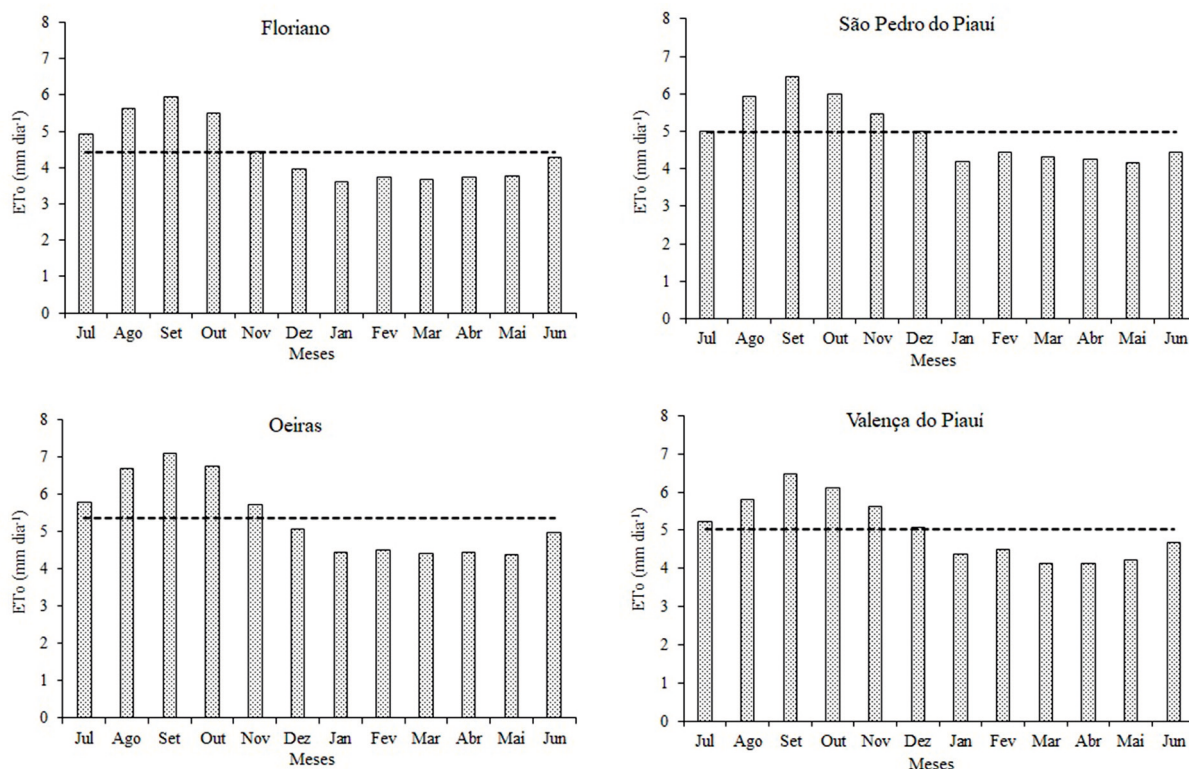 Floriano
ETo (mm dia⁻¹)
8
7
6
5
4
3
2
1
0
Jul Ago Set Out Nov Dez Jan Fev Mar Abr Mai Jun
Meses
São Pedro do Piauí
ETo (mm dia⁻¹)
8
7
6
5
4
3
2
1
0
Jul Ago Set Out Nov Dez Jan Fev Mar Abr Mai Jun
Meses
Oeiras
ETo (mm dia⁻¹)
8
7
6
5
4
3
2
1
0
Jul Ago Set Out Nov Dez Jan Fev Mar Abr Mai Jun
Meses
Valença do Piauí
ETo (mm dia⁻¹)
8
7
6
5
4
3
2
1
0
Jul Ago Set Out Nov Dez Jan Fev Mar Abr Mai Jun
Meses